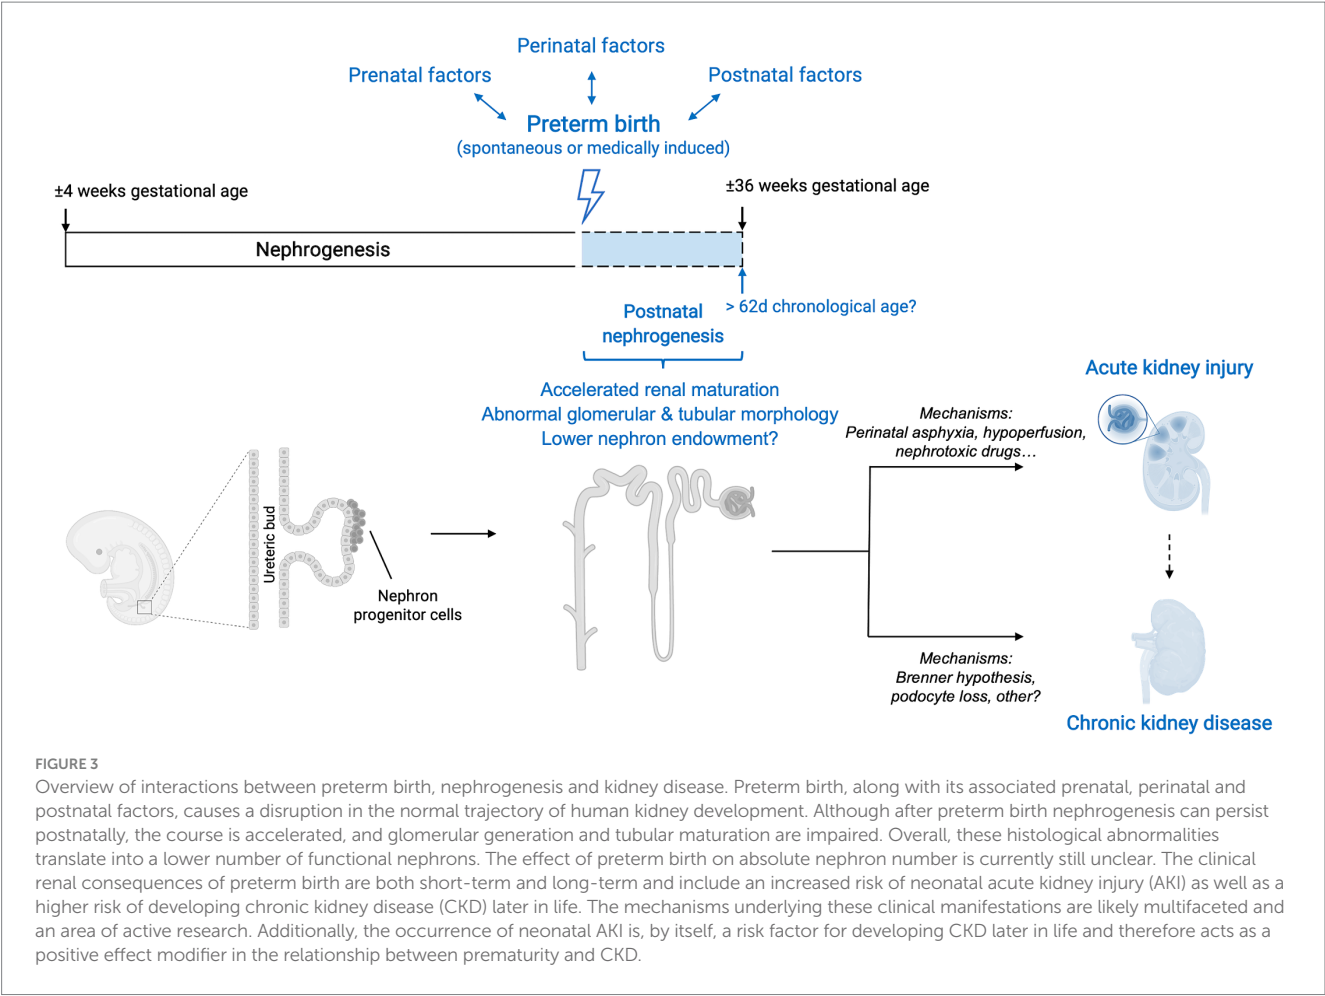 Perinatal factors
Prenatal factors
Postnatal factors
Preterm birth
(spontaneous or medically induced)
±4 weeks gestational age
±36 weeks gestational age
Nephrogenesis
> 62d chronological age?
Postnatal
nephrogenesis
Accelerated renal maturation
Abnormal glomerular & tubular morphology
Lower nephron endowment?
Acute kidney injury
Mechanisms:
Perinatal asphyxia, hypoperfusion,
nephrotoxic drugs…
Ureteric bud
Nephron
progenitor cells
Mechanisms:
Brenner hypothesis,
podocyte loss, other?
Chronic kidney disease
FIGURE 3
Overview of interactions between preterm birth, nephrogenesis and kidney disease. Preterm birth, along with its associated prenatal, perinatal and
postnatal factors, causes a disruption in the normal trajectory of human kidney development. Although after preterm birth nephrogenesis can persist
postnatally, the course is accelerated, and glomerular generation and tubular maturation are impaired. Overall, these histological abnormalities
translate into a lower number of functional nephrons. The effect of preterm birth on absolute nephron number is currently still unclear. The clinical
renal consequences of preterm birth are both short-term and long-term and include an increased risk of neonatal acute kidney injury (AKI) as well as a
higher risk of developing chronic kidney disease (CKD) later in life. The mechanisms underlying these clinical manifestations are likely multifaceted and
an area of active research. Additionally, the occurrence of neonatal AKI is, by itself, a risk factor for developing CKD later in life and therefore acts as a
positive effect modifier in the relationship between prematurity and CKD.